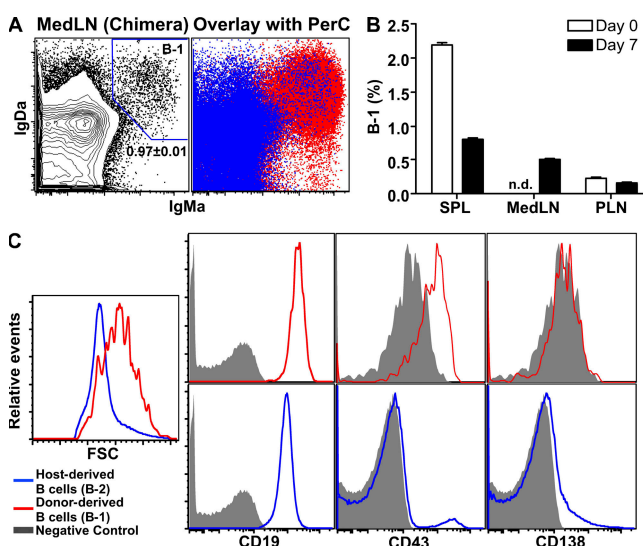 A MedLN (Chimera) Overlay with PerC
B-1
IgDa
0.97±0.01
IgMa
B
Day 0
Day 7
B-1 (%)
2.5
2.0
1.5
1.0
0.5
0.0
n.d.
SPL MedLN PLN
C
Relative events
FSC
Host-derived
B cells (B-2)
Donor-derived
B cells (B-1)
Negative Control
CD19 CD43 CD138